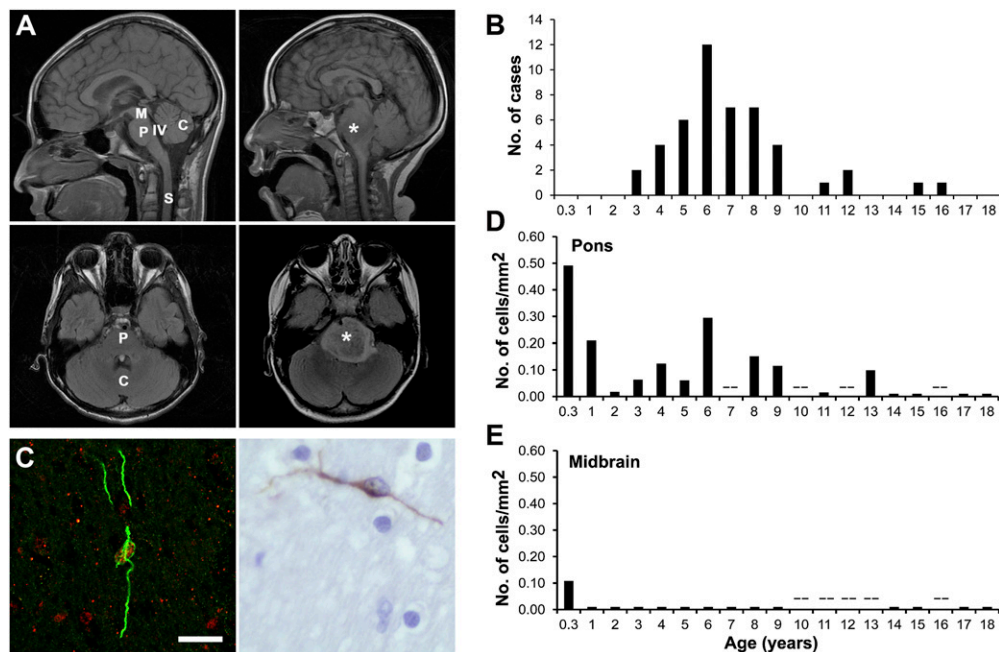 A
M
P
IV
C
S
*
P
C
*
C
B
No. of cases
14
12
10
8
6
4
2
0
0.3 1 2 3 4 5 6 7 8 9 10 11 12 13 14 15 16 17 18
D
Pons
No. of cells/mm²
0.60
0.50
0.40
0.30
0.20
0.10
0.00
-- -- -- --
0.3 1 2 3 4 5 6 7 8 9 10 11 12 13 14 15 16 17 18
E
Midbrain
No. of cells/mm²
0.60
0.50
0.40
0.30
0.20
0.10
0.00
-- -- -- -- --
0.3 1 2 3 4 5 6 7 8 9 10 11 12 13 14 15 16 17 18
Age (years)